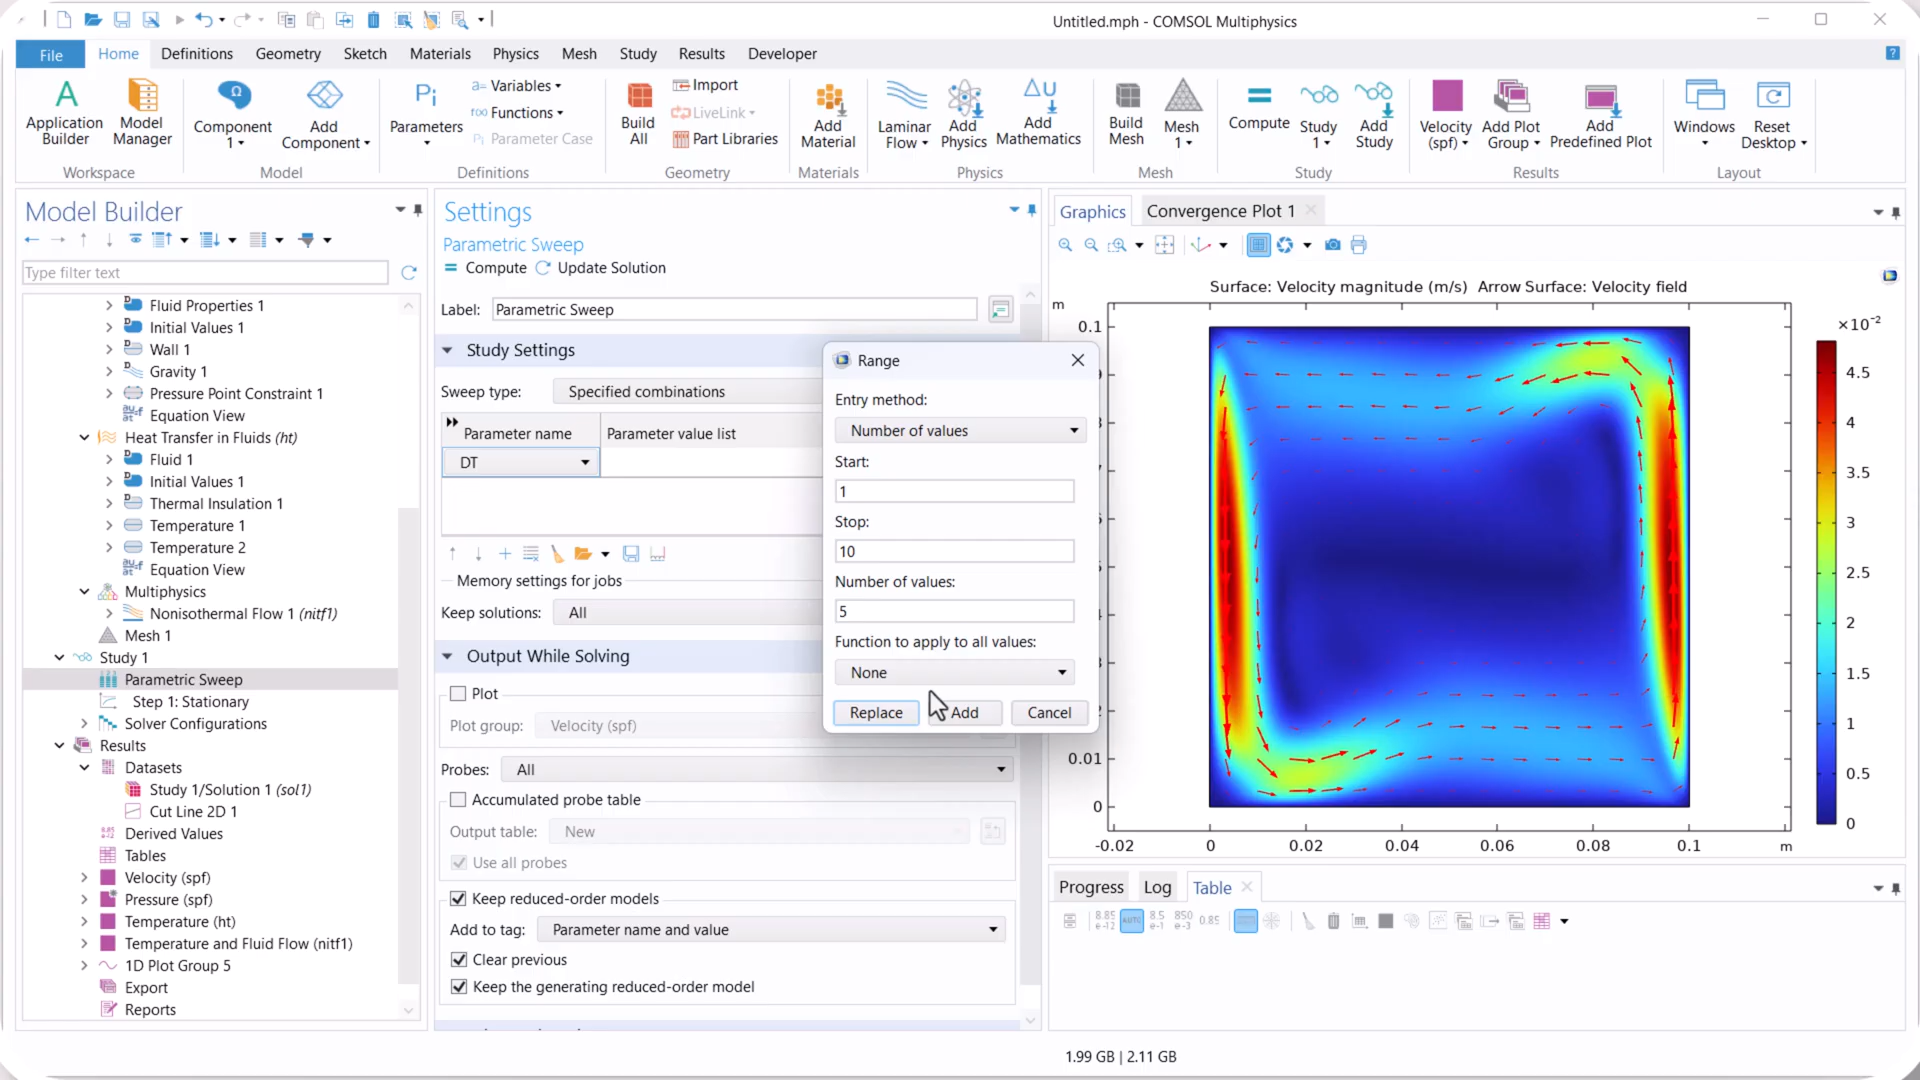 Untitled.mph - COMSOL Multiphysics
File Home Definitions Geometry Sketch Materials Physics Mesh Study Results Developer
Application Builder
Model Manager
Workspace
Component 1
Add Component
Model
Pi
Parameters
a= Variables
f(x) Functions
Pi Parameter Case
Definitions
Build All
Import
LiveLink
Part Libraries
Geometry
Add Material
Materials
Laminar Flow
Add Physics
ΔU
Add Mathematics
Physics
Build Mesh
Mesh 1
Mesh
Compute
Study 1
Add Study
Study
Velocity (spf)
Add Plot Group
Add Predefined Plot
Results
Windows
Reset Desktop
Layout
Model Builder
Type filter text
Fluid Properties 1
Initial Values 1
Wall 1
Gravity 1
Pressure Point Constraint 1
Equation View
Heat Transfer in Fluids (ht)
Fluid 1
Initial Values 1
Thermal Insulation 1
Temperature 1
Temperature 2
Equation View
Multiphysics
Nonisothermal Flow 1 (nitf1)
Mesh 1
Study 1
Parametric Sweep
Step 1: Stationary
Solver Configurations
Results
Datasets
Study 1/Solution 1 (sol1)
Cut Line 2D 1
Derived Values
Tables
Velocity (spf)
Pressure (spf)
Temperature (ht)
Temperature and Fluid Flow (nitf1)
1D Plot Group 5
Export
Reports
Settings
Parametric Sweep
= Compute Update Solution
Label: Parametric Sweep
Study Settings
Sweep type: Specified combinations
Parameter name Parameter value list
DT
Memory settings for jobs
Keep solutions: All
Output While Solving
Plot
Plot group: Velocity (spf)
Probes: All
Accumulated probe table
Output table: New
Use all probes
Keep reduced-order models
Add to tag: Parameter name and value
Clear previous
Keep the generating reduced-order model
Range
Entry method:
Number of values
Start:
1
Stop:
10
Number of values:
5
Function to apply to all values:
None
Replace Add Cancel
Graphics Convergence Plot 1
Surface: Velocity magnitude (m/s) Arrow Surface: Velocity field
m
0.1
0.01
0
-0.02 0 0.02 0.04 0.06 0.08 0.1 m
×10⁻²
4.5
4
3.5
3
2.5
2
1.5
1
0.5
0
Progress Log Table
8.85 e-12 AUTO 8.5 e-1 850 e-3 0.85
1.99 GB | 2.11 GB